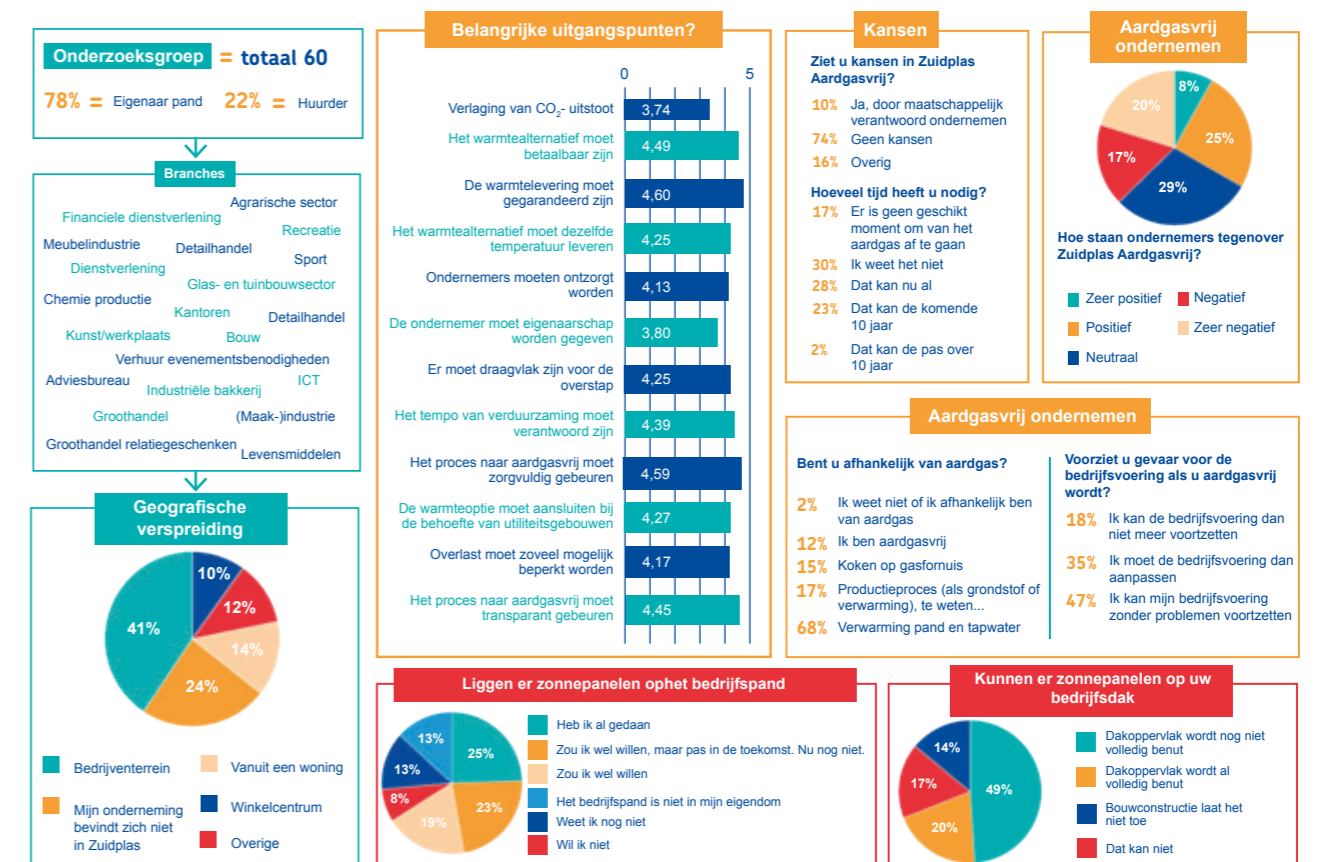 Onderzoeksgroep = totaal 60
78% = Eigenaar pand 22% = Huurder
Branches
Agrarische sector
Financiele dienstverlening
Recreatie
Meubelindustrie
Detailhandel
Sport
Dienstverlening
Glas- en tuinbouwsector
Chemie productie
Kantoren
Detailhandel
Kunst/werkplaats
Bouw
Verhuur evenementsbenodigheden
Adviesbureau
Industriële bakkerij
ICT
Groothandel
(Maak-)industrie
Groothandel relatiegeschenken
Levensmiddelen
Geografische
verspreiding
10%
12%
14%
24%
41%
Bedrijventerrein
Vanuit een woning
Mijn onderneming
bevindt zich niet
in Zuidplas
Winkelcentrum
Overige
Belangrijke uitgangspunten?
0 5
Verlaging van CO2- uitstoot 3,74
Het warmtealternatief moet
betaalbaar zijn 4,49
De warmtelevering moet
gegarandeerd zijn 4,60
Het warmtealternatief moet dezelfde
temperatuur leveren 4,25
Ondernemers moeten ontzorgt
worden 4,13
De ondernemer moet eigenaarschap
worden gegeven 3,80
Er moet draagvlak zijn voor de
overstap 4,25
Het tempo van verduurzaming moet
verantwoord zijn 4,39
Het proces naar aardgasvrij moet
zorgvuldig gebeuren 4,59
De warmteoptie moet aansluiten bij
de behoefte van utiliteitsgebouwen 4,27
Overlast moet zoveel mogelijk
beperkt worden 4,17
Het proces naar aardgasvrij moet
transparant gebeuren 4,45
Kansen
Ziet u kansen in Zuidplas
Aardgasvrij?
10% Ja, door maatschappelijk
verantwoord ondernemen
74% Geen kansen
16% Overig
Hoeveel tijd heeft u nodig?
17% Er is geen geschikt
moment om van het
aardgas af te gaan
30% Ik weet het niet
28% Dat kan nu al
23% Dat kan de komende
10 jaar
2% Dat kan de pas over
10 jaar
Aardgasvrij
ondernemen
8%
25%
29%
17%
20%
Hoe staan ondernemers tegenover
Zuidplas Aardgasvrij?
Zeer positief
Negatief
Positief
Zeer negatief
Neutraal
Aardgasvrij ondernemen
Bent u afhankelijk van aardgas?
2% Ik weet niet of ik afhankelijk ben
van aardgas
12% Ik ben aardgasvrij
15% Koken op gasfornuis
17% Productieproces (als grondstof of
verwarming), te weten...
68% Verwarming pand en tapwater
Voorziet u gevaar voor de
bedrijfsvoering als u aardgasvrij
wordt?
18% Ik kan de bedrijfsvoering dan
niet meer voortzetten
35% Ik moet de bedrijfsvoering dan
aanpassen
47% Ik kan mijn bedrijfsvoering
zonder problemen voortzetten
Liggen er zonnepanelen ophet bedrijfspand
25%
23%
19%
8%
13%
13%
Heb ik al gedaan
Zou ik wel willen, maar pas in de toekomst. Nu nog niet.
Zou ik wel willen
Het bedrijfspand is niet in mijn eigendom
Weet ik nog niet
Wil ik niet
Kunnen er zonnepanelen op uw
bedrijfsdak
49%
20%
17%
14%
Dakoppervlak wordt nog niet
volledig benut
Dakoppervlak wordt al
volledig benut
Bouwconstructie laat het
niet toe
Dat kan niet